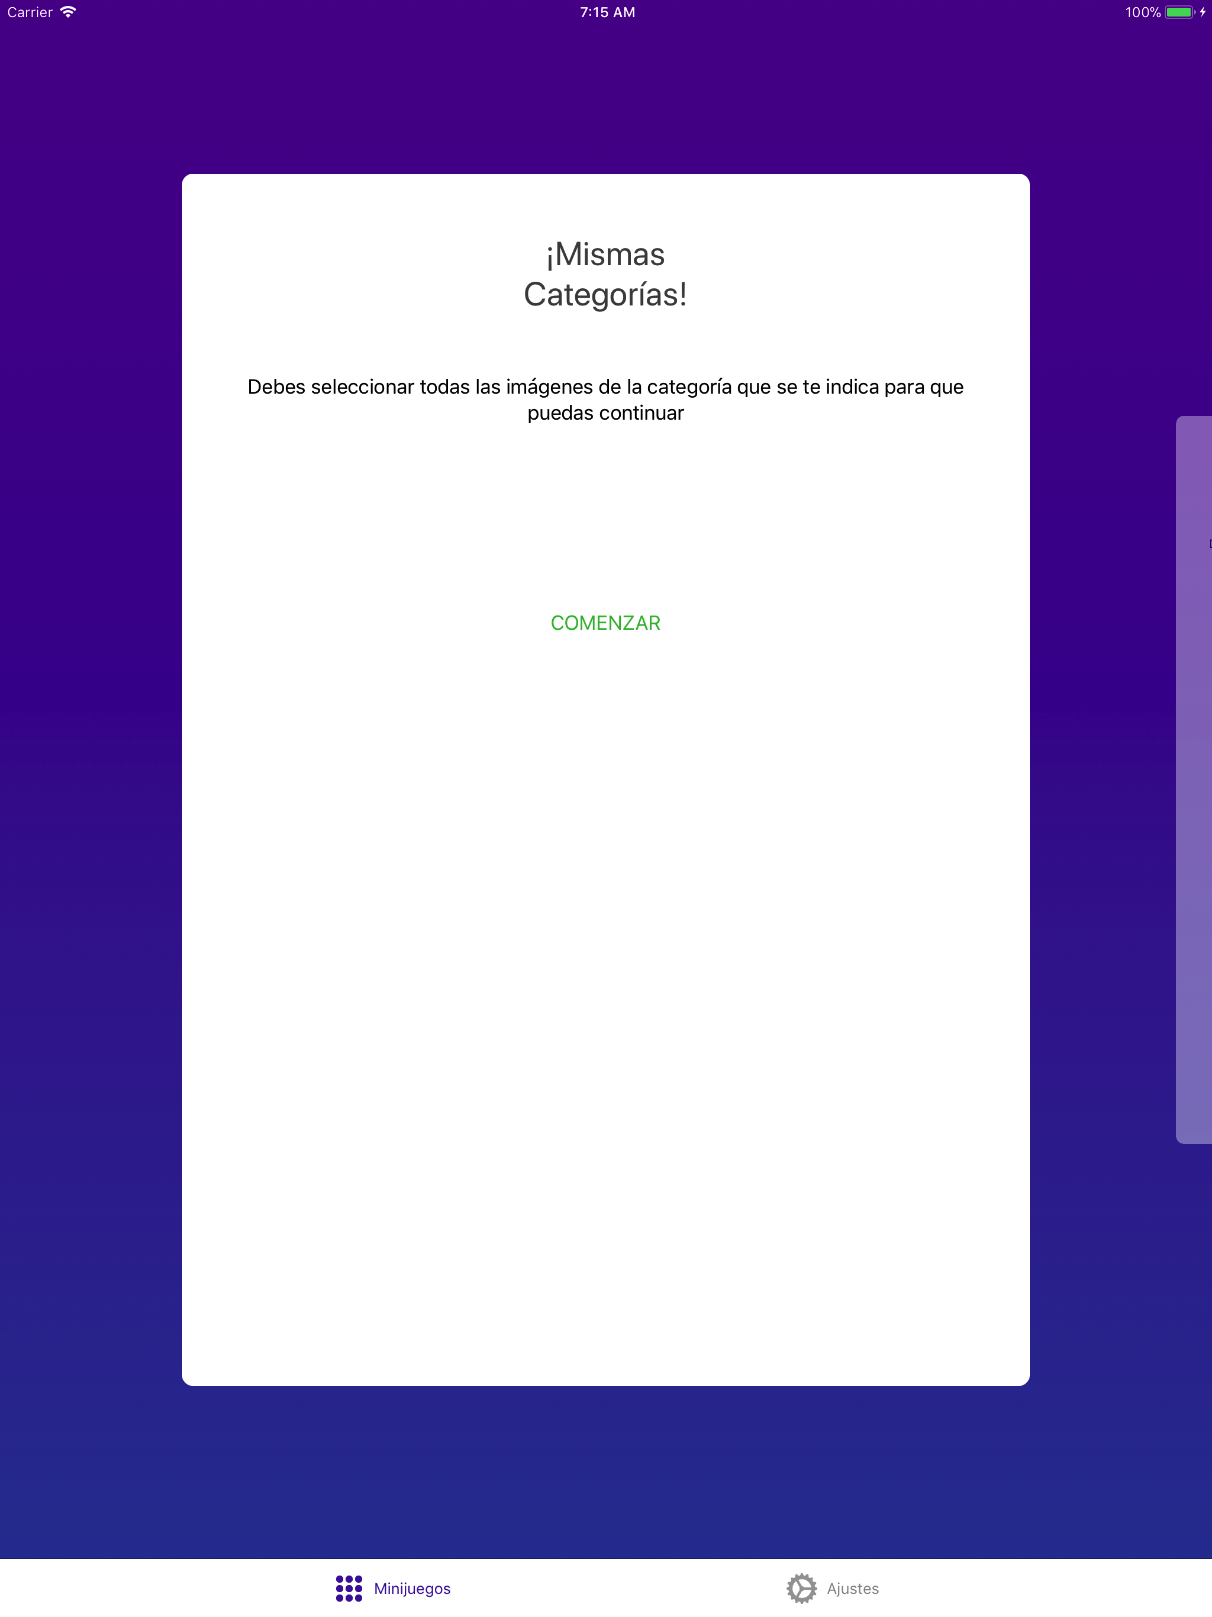 Carrier
7:15 AM
100%
¡Mismas
Categorías!
Debes seleccionar todas las imágenes de la categoría que se te indica para que
puedas continuar
COMENZAR
Minijuegos
Ajustes